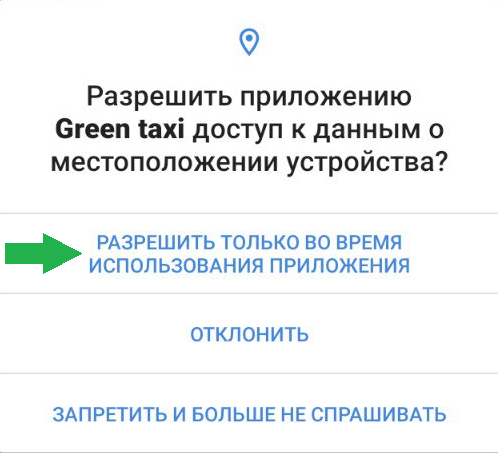 Разрешить приложению
Green taxi доступ к данным о
местоположении устройства?
РАЗРЕШИТЬ ТОЛЬКО ВО ВРЕМЯ
ИСПОЛЬЗОВАНИЯ ПРИЛОЖЕНИЯ
ОТКЛОНИТЬ
ЗАПРЕТИТЬ И БОЛЬШЕ НЕ СПРАШИВАТЬ